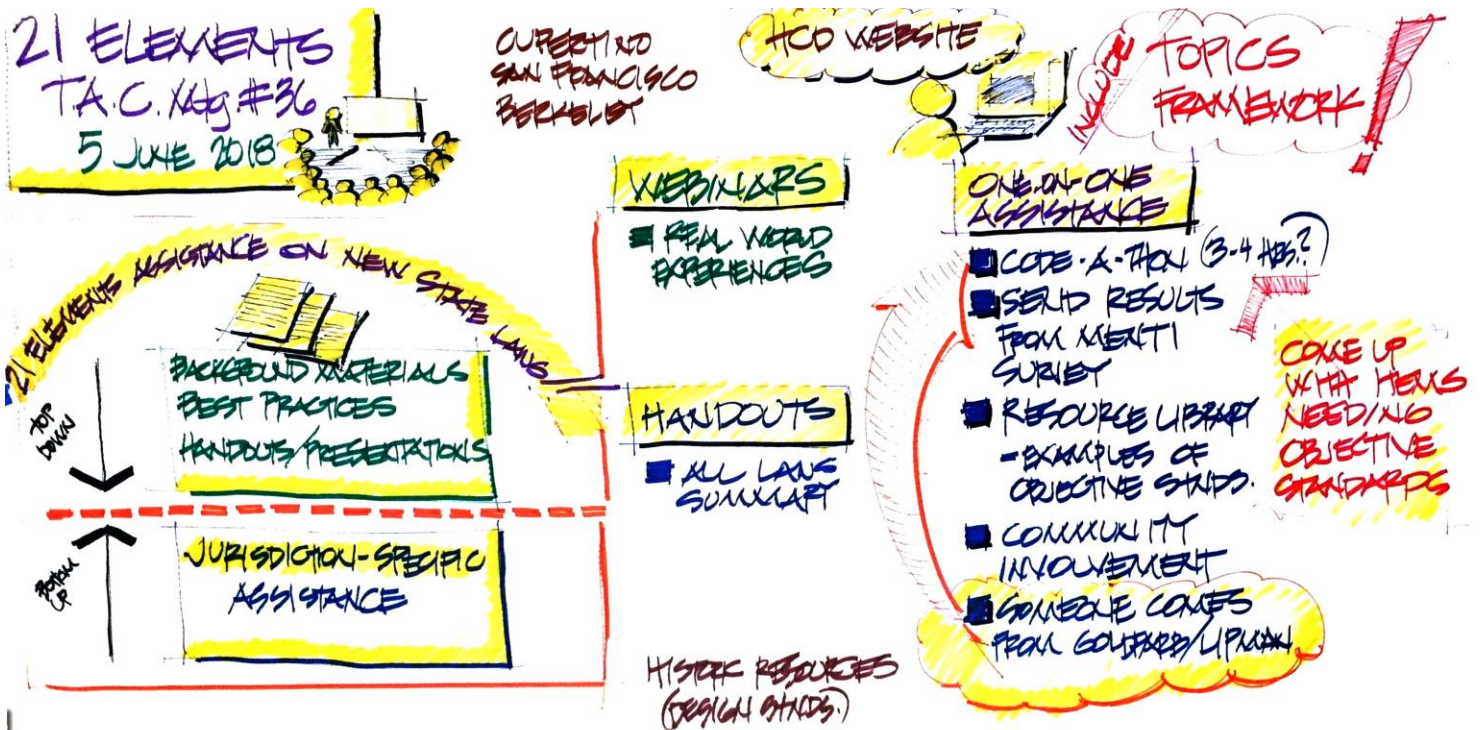 21 ELEMENTS
T.A.C. Mtg. #36
5 JUNE 2018
CUPERTINO
SAN FRANCISCO
BERKELEY
HCD WEBSITE
INCLUDE
TOPICS
FRAMEWORK!
21 ELEMENTS ASSISTANCE ON NEW STATE LAWS
TOP
DOWN
BACKGROUND MATERIALS
BEST PRACTICES
HANDOUTS/PRESENTATIONS
BOTTOM
UP
JURISDICTION-SPECIFIC
ASSISTANCE
WEBINARS
REAL WORLD
EXPERIENCES
HANDOUTS
ALL LAWS
SUMMARY
HISTORIC RESOURCES
(DESIGN STNDS.)
ONE-ON-ONE
ASSISTANCE
CODE-A-THON (3-4 HRS.?)
SEND RESULTS
FROM MENTI
SURVEY
RESOURCE LIBRARY
-EXAMPLES OF
OBJECTIVE STNDS.
COMMUNITY
INVOLVEMENT
SOMEONE COMES
FROM GOLDFARB/LIPMAN
COME UP
WITH ITEMS
NEEDING
OBJECTIVE
STANDARDS